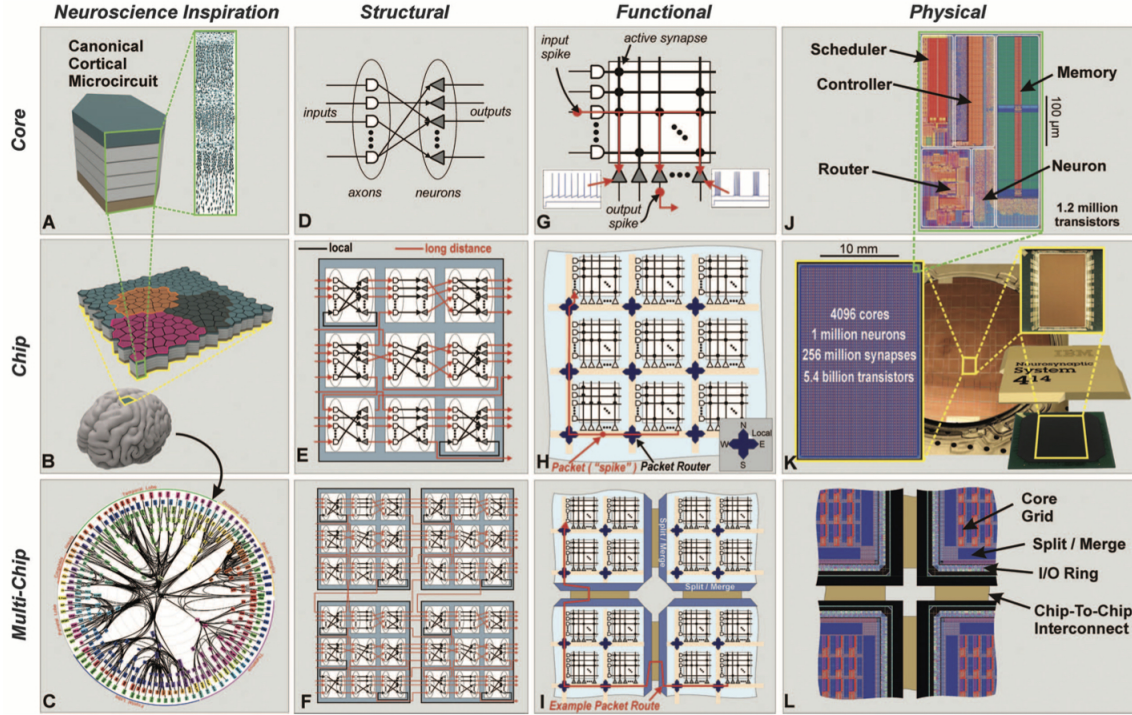 Neuroscience Inspiration
Structural
Functional
Physical
Core
Canonical
Cortical
Microcircuit
A
inputs
outputs
axons
neurons
D
input
spike
active synapse
output
spike
G
Scheduler
Controller
Memory
100 µm
Router
Neuron
1.2 million
transistors
J
Chip
B
local
long distance
E
N
Local
W
E
S
H
Packet ( "spike" )
Packet Router
10 mm
4096 cores
1 million neurons
256 million synapses
5.4 billion transistors
IBM
Neurosynaptic
System
414
K
Multi-Chip
C
F
Split / Merge
Split / Merge
I
Example Packet Route
Core
Grid
Split / Merge
I/O Ring
Chip-To-Chip
Interconnect
L